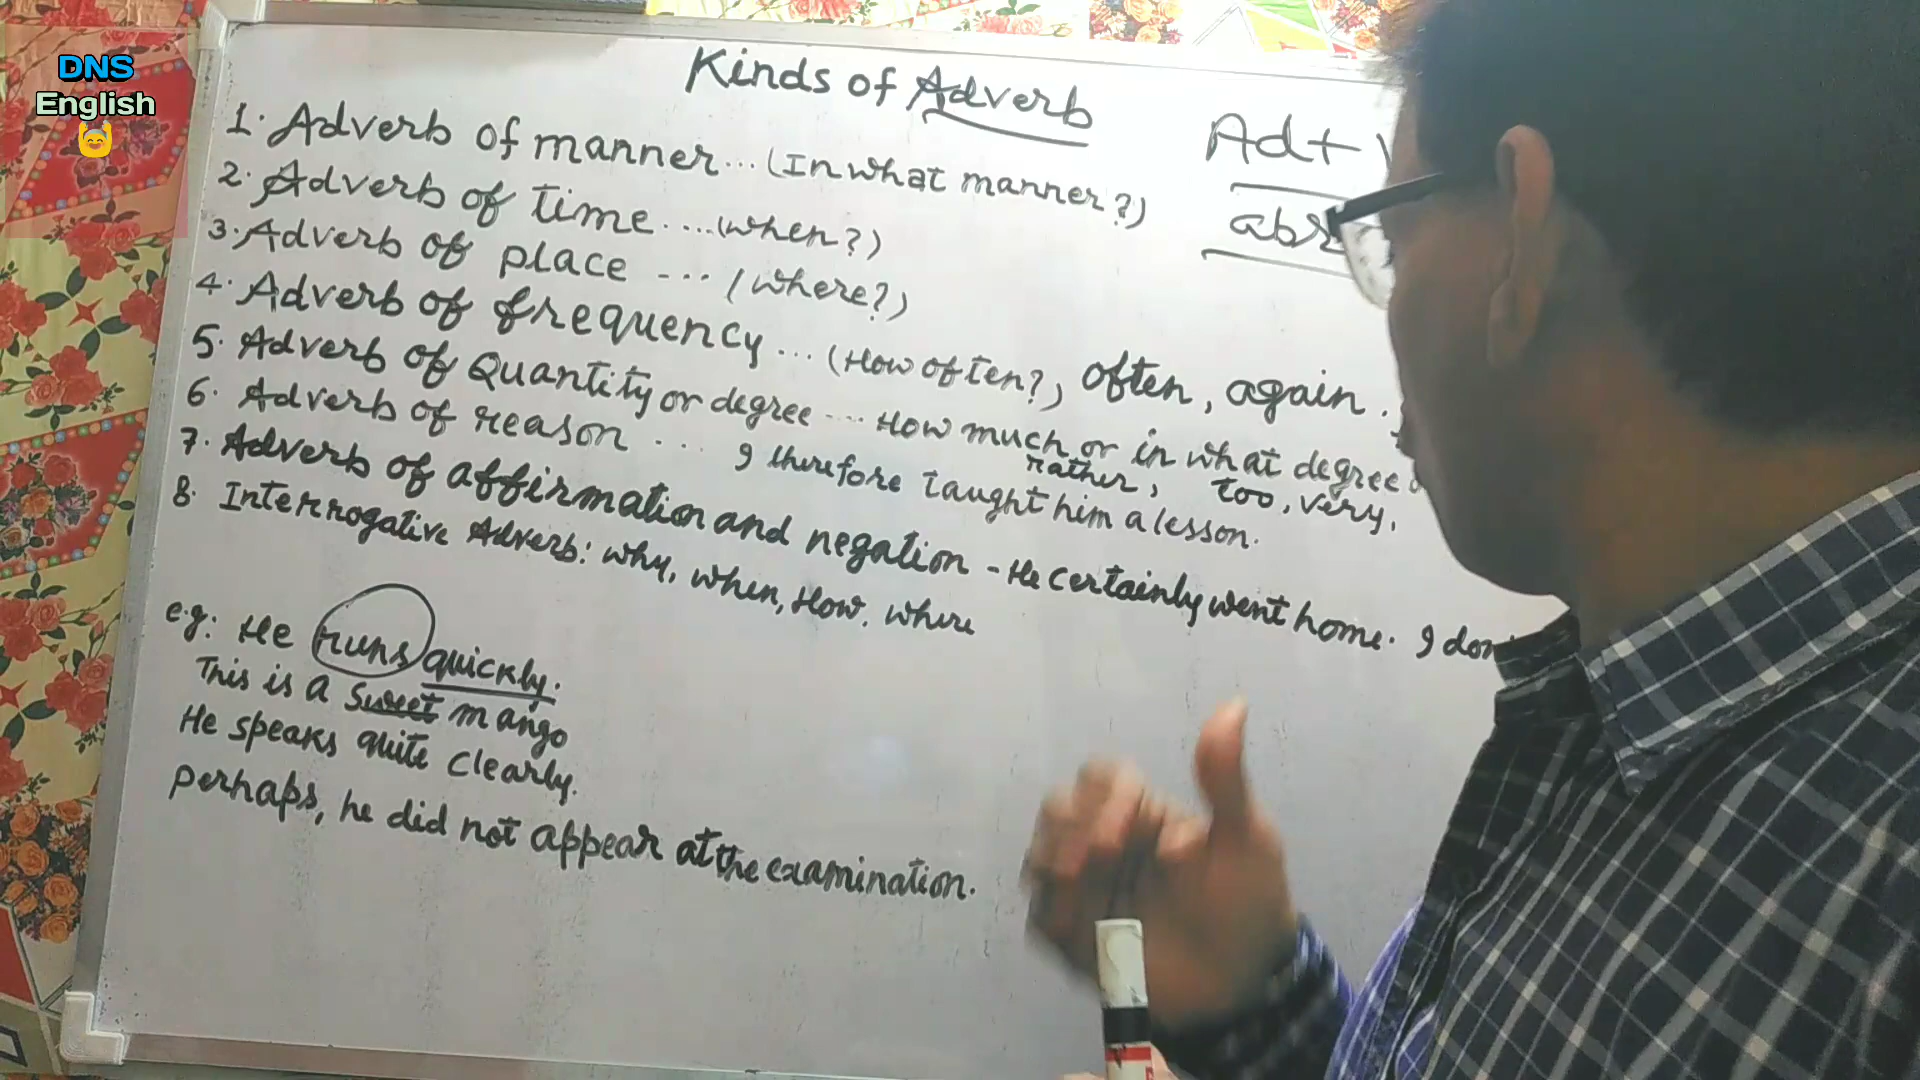 DNS
English
Kinds of Adverb
Ad+
1. Adverb of manner... (In what manner?)
2. Adverb of time.... (when?)
3. Adverb of place --- (where?)
4. Adverb of frequency... (How often?) often, again.
5. Adverb of Quantity or degree --- How much or in what degree
rather, too, very,
6. Adverb of reason ... I therefore taught him a lesson.
7. Adverb of affirmation and negation - He certainly went home. I
8. Interrogative Adverb: why, when, How, where
e.g: He runs quickly.
This is a sweet mango
He speaks quite clearly.
perhaps, he did not appear at the examination.